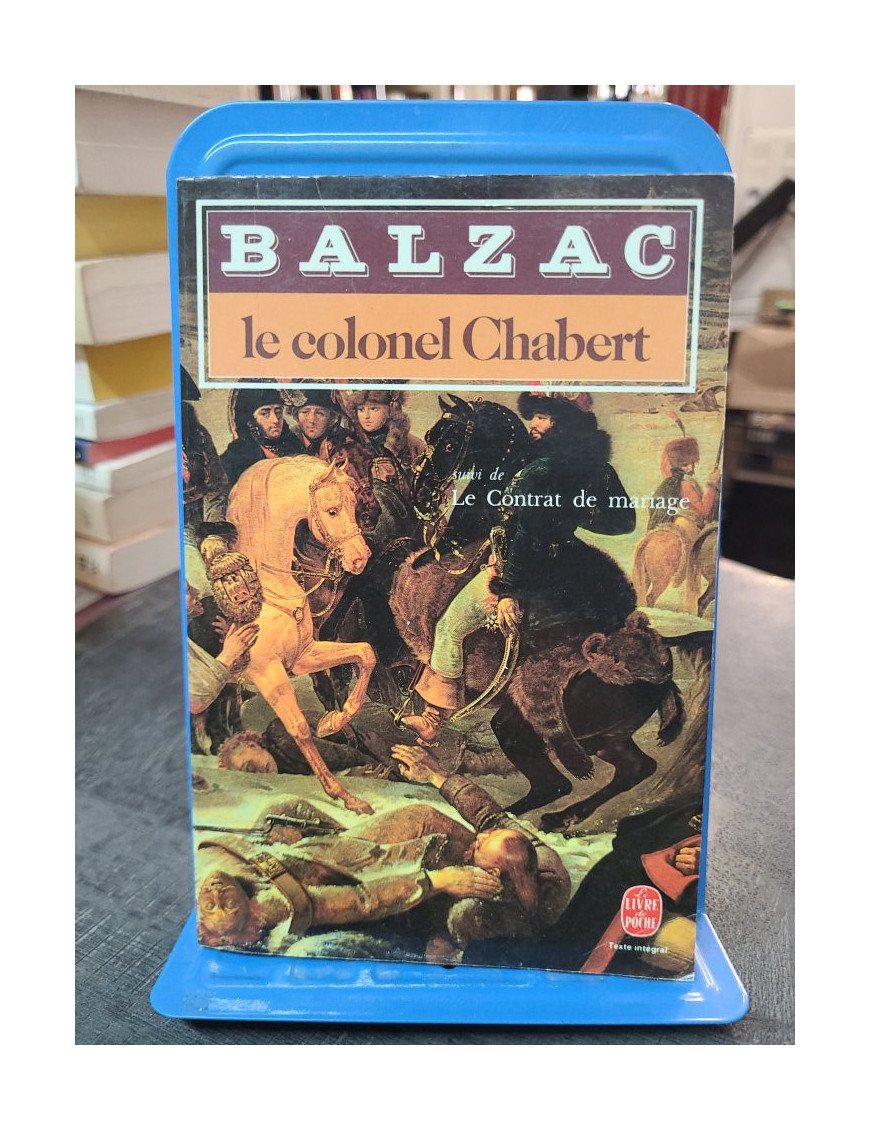 BALZAC
le colonel Chabert
suivi de
Le Contrat de mariage
Le
LIVRE
de
POCHE
Texte intégral